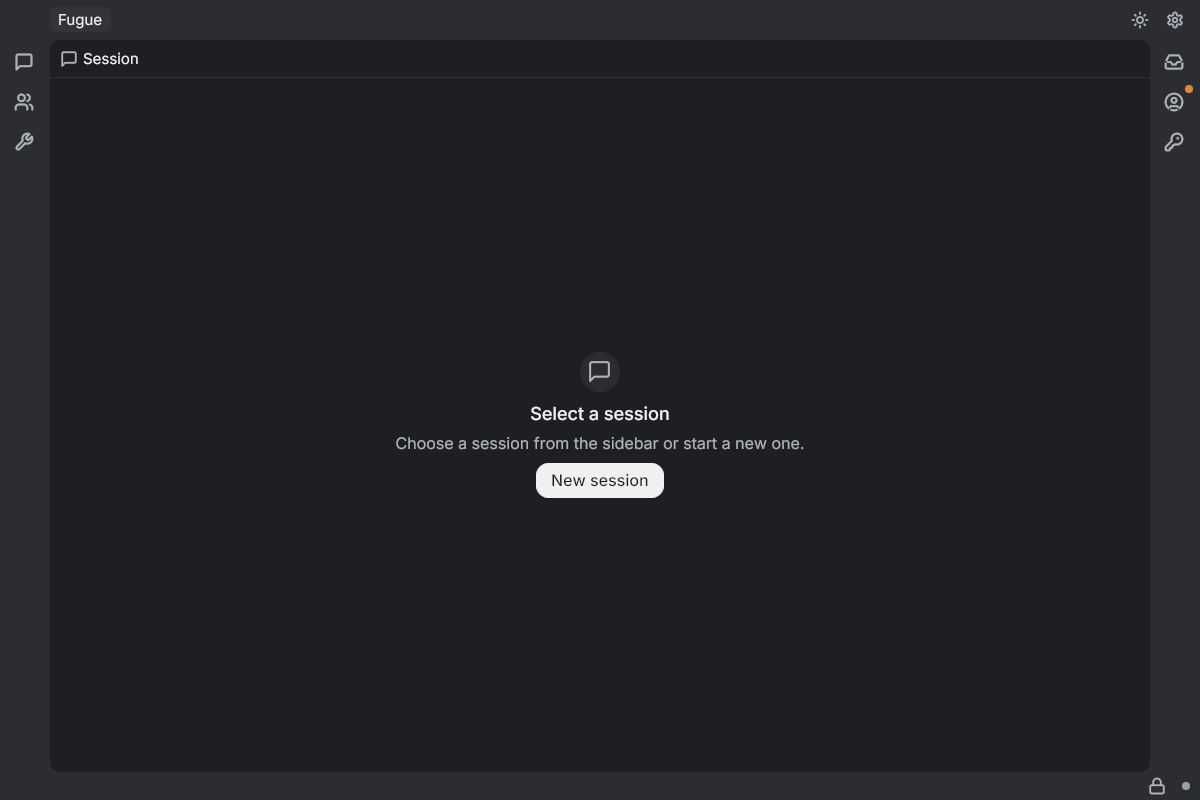 Fugue
Session
Select a session
Choose a session from the sidebar or start a new one.
New session